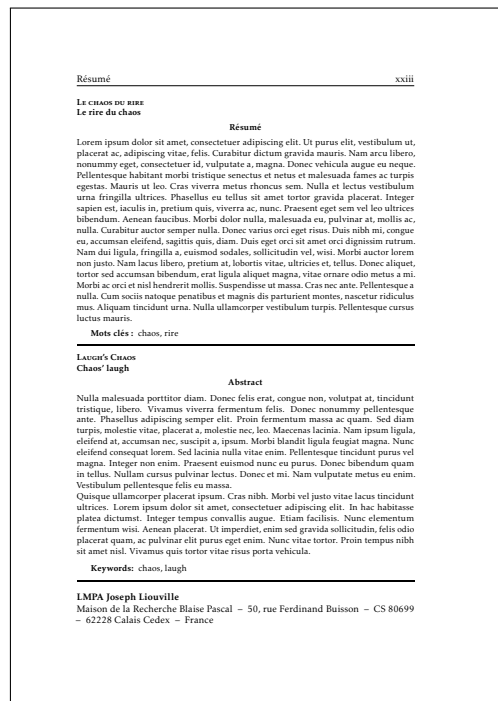 Résumé xxiii
Le chaos du rire
Le rire du chaos
Résumé
Lorem ipsum dolor sit amet, consectetuer adipiscing elit. Ut purus elit, vestibulum ut,
placerat ac, adipiscing vitae, felis. Curabitur dictum gravida mauris. Nam arcu libero,
nonummy eget, consectetuer id, vulputate a, magna. Donec vehicula augue eu neque.
Pellentesque habitant morbi tristique senectus et netus et malesuada fames ac turpis
egestas. Mauris ut leo. Cras viverra metus rhoncus sem. Nulla et lectus vestibulum
urna fringilla ultrices. Phasellus eu tellus sit amet tortor gravida placerat. Integer
sapien est, iaculis in, pretium quis, viverra ac, nunc. Praesent eget sem vel leo ultrices
bibendum. Aenean faucibus. Morbi dolor nulla, malesuada eu, pulvinar at, mollis ac,
nulla. Curabitur auctor semper nulla. Donec varius orci eget risus. Duis nibh mi, congue
eu, accumsan eleifend, sagittis quis, diam. Duis eget orci sit amet orci dignissim rutrum.
Nam dui ligula, fringilla a, euismod sodales, sollicitudin vel, wisi. Morbi auctor lorem
non justo. Nam lacus libero, pretium at, lobortis vitae, ultricies et, tellus. Donec aliquet,
tortor sed accumsan bibendum, erat ligula aliquet magna, vitae ornare odio metus a mi.
Morbi ac orci et nisl hendrerit mollis. Suspendisse ut massa. Cras nec ante. Pellentesque a
nulla. Cum sociis natoque penatibus et magnis dis parturient montes, nascetur ridiculus
mus. Aliquam tincidunt urna. Nulla ullamcorper vestibulum turpis. Pellentesque cursus
luctus mauris.
Mots clés : chaos, rire
Laugh's Chaos
Chaos' laugh
Abstract
Nulla malesuada porttitor diam. Donec felis erat, congue non, volutpat at, tincidunt
tristique, libero. Vivamus viverra fermentum felis. Donec nonummy pellentesque
ante. Phasellus adipiscing semper elit. Proin fermentum massa ac quam. Sed diam
turpis, molestie vitae, placerat a, molestie nec, leo. Maecenas lacinia. Nam ipsum ligula,
eleifend at, accumsan nec, suscipit a, ipsum. Morbi blandit ligula feugiat magna. Nunc
eleifend consequat lorem. Sed lacinia nulla vitae enim. Pellentesque tincidunt purus vel
magna. Integer non enim. Praesent euismod nunc eu purus. Donec bibendum quam
in tellus. Nullam cursus pulvinar lectus. Donec et mi. Nam vulputate metus eu enim.
Vestibulum pellentesque felis eu massa.
Quisque ullamcorper placerat ipsum. Cras nibh. Morbi vel justo vitae lacus tincidunt
ultrices. Lorem ipsum dolor sit amet, consectetuer adipiscing elit. In hac habitasse
platea dictumst. Integer tempus convallis augue. Etiam facilisis. Nunc elementum
fermentum wisi. Aenean placerat. Ut imperdiet, enim sed gravida sollicitudin, felis odio
placerat quam, ac pulvinar elit purus eget enim. Nunc vitae tortor. Proin tempus nibh
sit amet nisl. Vivamus quis tortor vitae risus porta vehicula.
Keywords: chaos, laugh
LMPA Joseph Liouville
Maison de la Recherche Blaise Pascal – 50, rue Ferdinand Buisson – CS 80699
– 62228 Calais Cedex – France